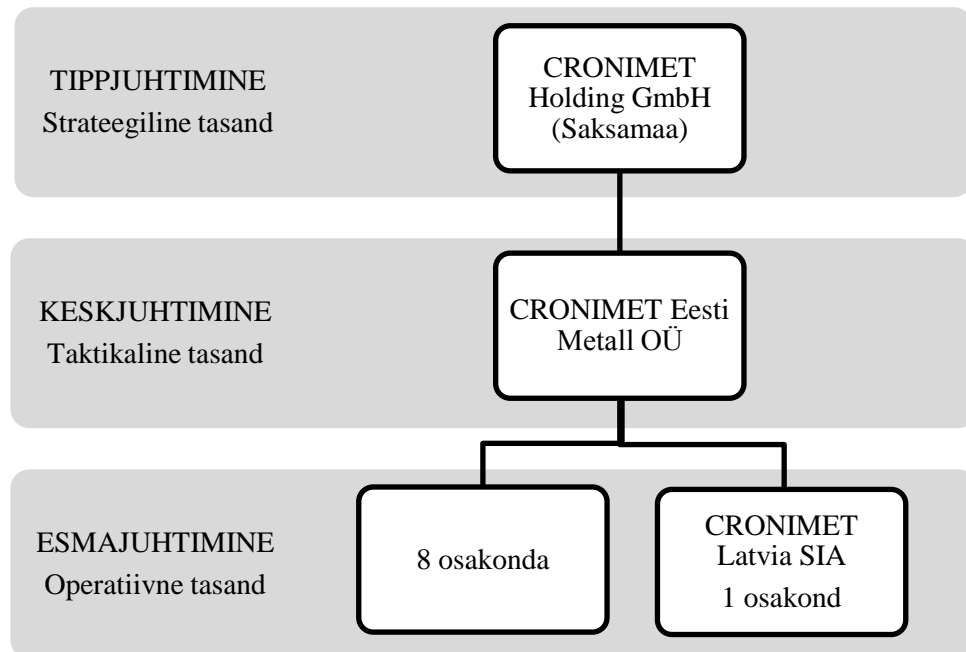 TIPPJUHTIMINE
Strateegiline tasand
CRONIMET
Holding GmbH
(Saksamaa)
KESKJUHTIMINE
Taktikaline tasand
CRONIMET Eesti
Metall OÜ
ESMAJUHTIMINE
Operatiivne tasand
8 osakonda
CRONIMET
Latvia SIA
1 osakond